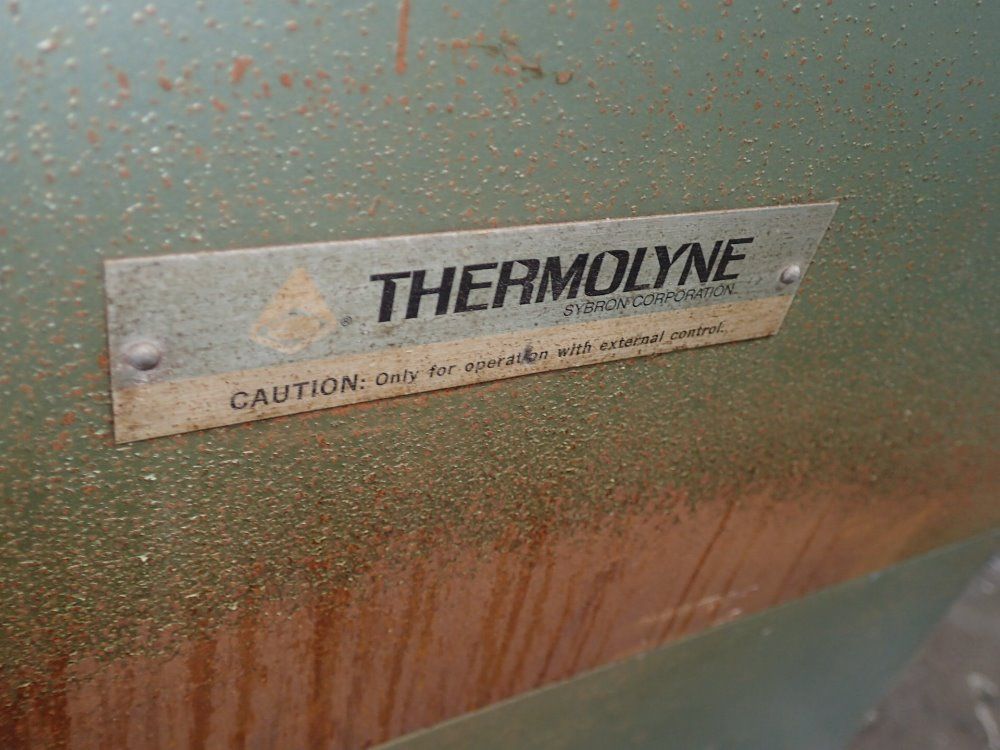 ® THERMOLYNE
SYBRON CORPORATION
CAUTION: Only for operation with external control.